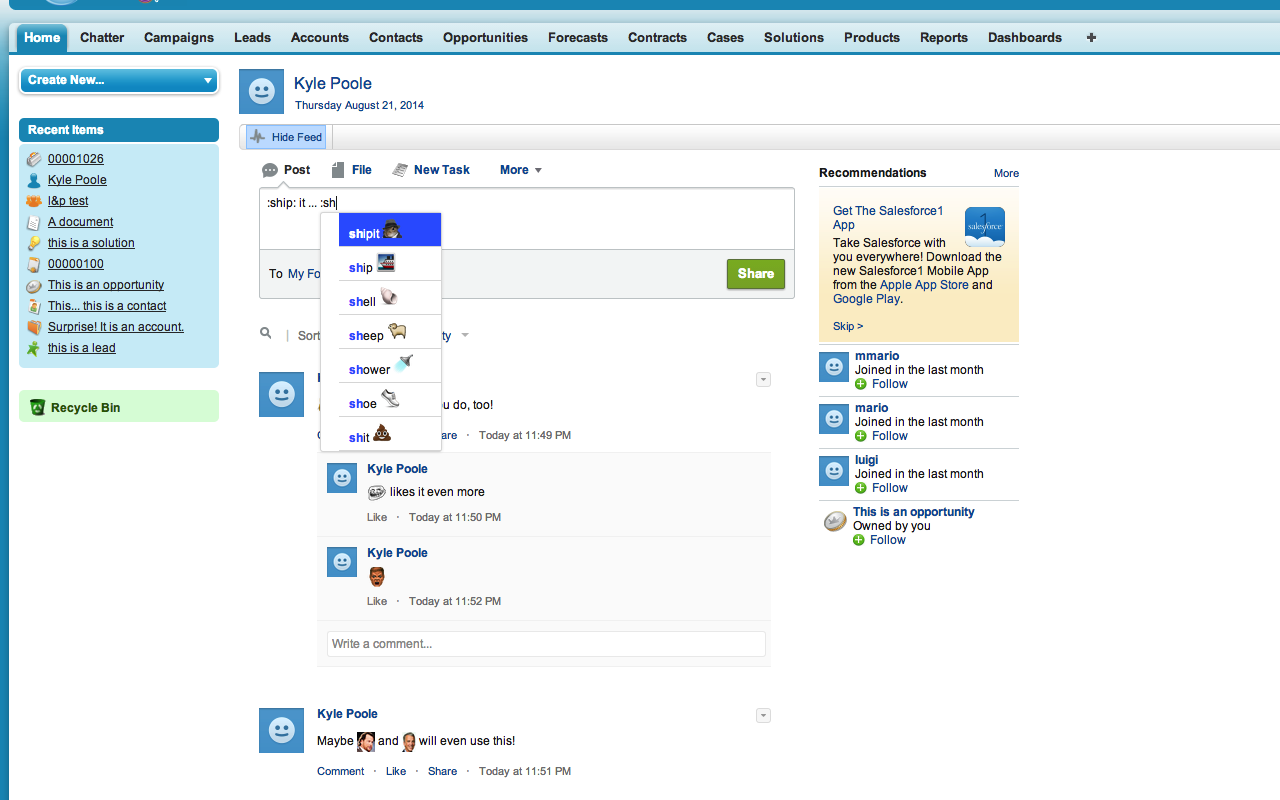 Home Chatter Campaigns Leads Accounts Contacts Opportunities Forecasts Contracts Cases Solutions Products Reports Dashboards +
Create New...
Recent Items
00001026
Kyle Poole
l&p test
A document
this is a solution
00000100
This is an opportunity
This... this is a contact
Surprise! It is an account.
this is a lead
Recycle Bin
Kyle Poole
Thursday August 21, 2014
Hide Feed
Post File New Task More
:ship: it ... :sh
shipit
ship
shell
sheep
shower
shoe
shit
To My Fo
Share
Sort
u do, too!
Today at 11:49 PM
Kyle Poole
likes it even more
Like · Today at 11:50 PM
Kyle Poole
Like · Today at 11:52 PM
Write a comment...
Kyle Poole
Maybe and will even use this!
Comment · Like · Share · Today at 11:51 PM
Recommendations More
Get The Salesforce1
App
salesforce
Take Salesforce with
you everywhere! Download the
new Salesforce1 Mobile App
from the Apple App Store and
Google Play.
Skip >
mmario
Joined in the last month
Follow
mario
Joined in the last month
Follow
luigi
Joined in the last month
Follow
This is an opportunity
Owned by you
Follow